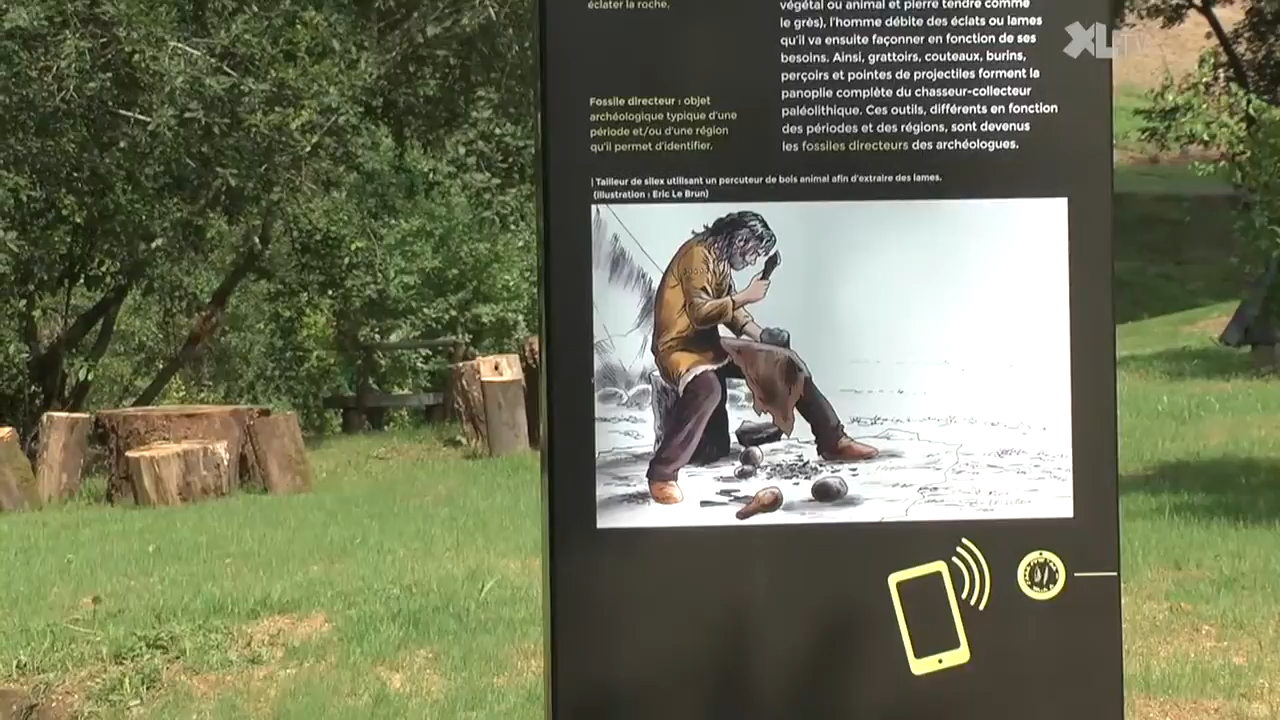 éclater la roche.
Fossile directeur : objet
archéologique typique d'une
période et/ou d'une région
qu'il permet d'identifier.
végétal ou animal et pierre tendre comme
le grès), l'homme débite des éclats ou lames
qu'il va ensuite façonner en fonction de ses
besoins. Ainsi, grattoirs, couteaux, burins,
perçoirs et pointes de projectiles forment la
panoplie complète du chasseur-collecteur
paléolithique. Ces outils, différents en fonction
des périodes et des régions, sont devenus
les fossiles directeurs des archéologues.
| Tailleur de silex utilisant un percuteur de bois animal afin d'extraire des lames.
(illustration : Eric Le Brun)
XLTV